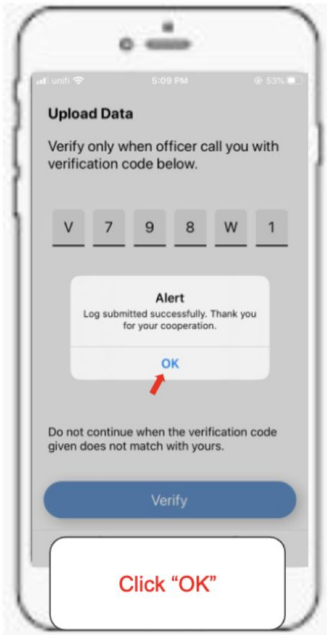 unifi 5:09 PM 53%
Upload Data
Verify only when officer call you with
verification code below.
V 7 9 8 W 1
Alert
Log submitted successfully. Thank you
for your cooperation.
OK
Do not continue when the verification code
given does not match with yours.
Verify
Click “OK”